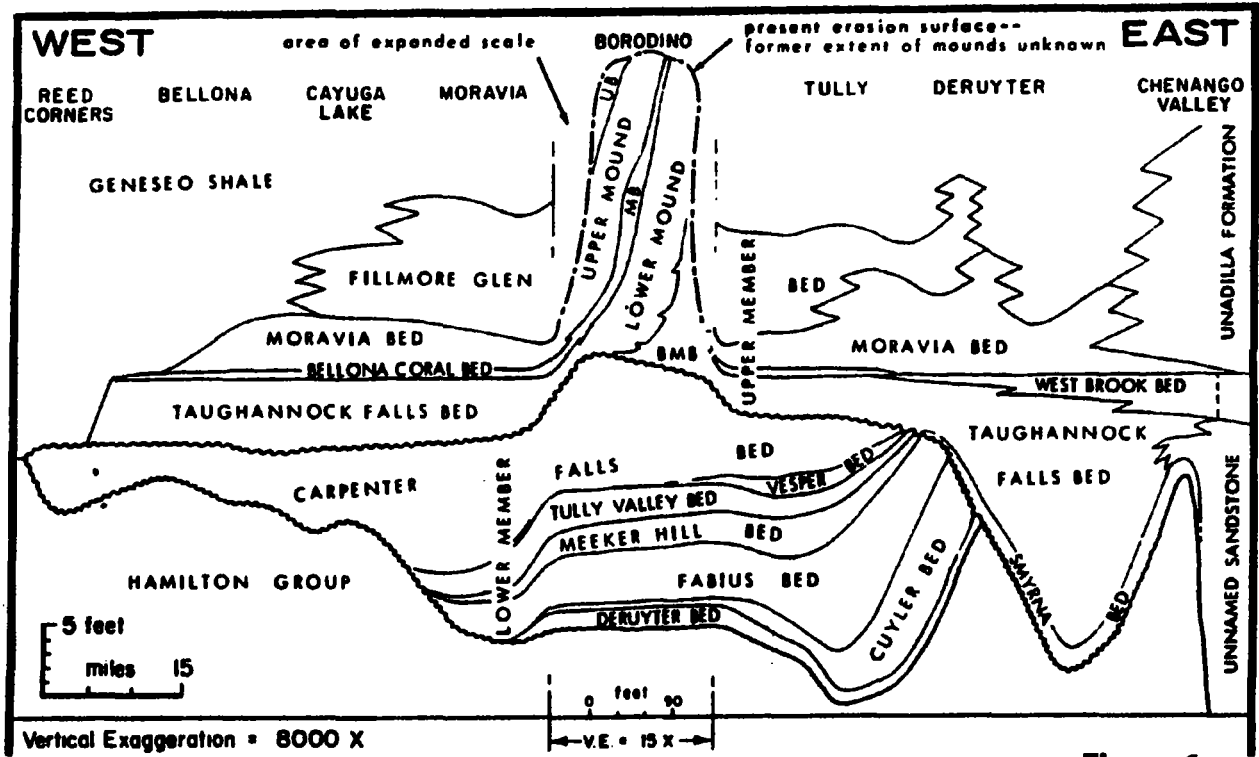 WEST
area of expanded scale
BORODINO
present erosion surface--
former extent of mounds unknown
EAST
REED
CORNERS
BELLONA
CAYUGA
LAKE
MORAVIA
TULLY
DERUYTER
CHENANGO
VALLEY
GENESEO SHALE
UB
UPPER MOUND
MB
LOWER MOUND
BMB
FILLMORE GLEN
BED
UPPER MEMBER
UNADILLA FORMATION
MORAVIA BED
MORAVIA BED
BELLONA CORAL BED
WEST BROOK BED
TAUGHANNOCK FALLS BED
TAUGHANNOCK
FALLS BED
CARPENTER
FALLS
BED
VESPER
BED
TULLY VALLEY BED
MEEKER HILL
BED
LOWER MEMBER
HAMILTON GROUP
FABIUS BED
DERUYTER BED
CUYLER BED
SMYRNA
BED
UNNAMED SANDSTONE
5 feet
miles 15
0 feet 90
Vertical Exaggeration = 8000 X
V.E. = 15 X